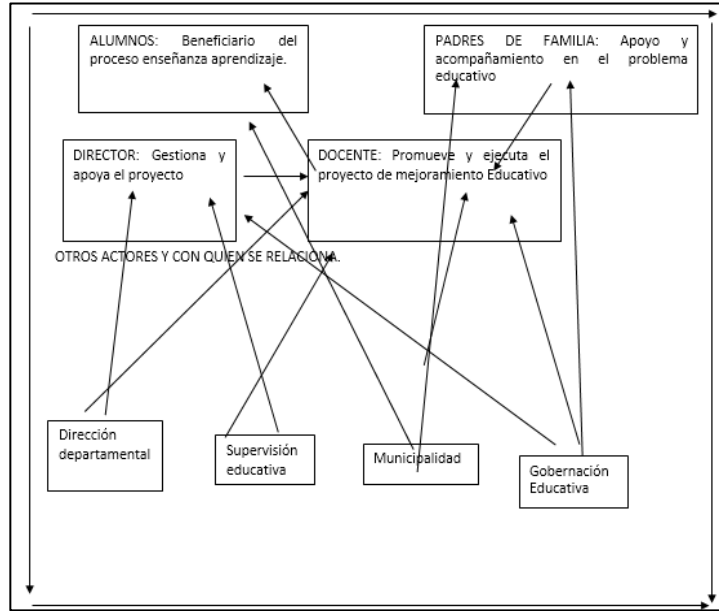 ALUMNOS: Beneficiario del
proceso enseñanza aprendizaje.
PADRES DE FAMILIA: Apoyo y
acompañamiento en el problema
educativo
DIRECTOR: Gestiona y
apoya el proyecto
DOCENTE: Promueve y ejecuta el
proyecto de mejoramiento Educativo
OTROS ACTORES Y CON QUIEN SE RELACIONA.
Dirección
departamental
Supervisión
educativa
Municipalidad
Gobernación
Educativa